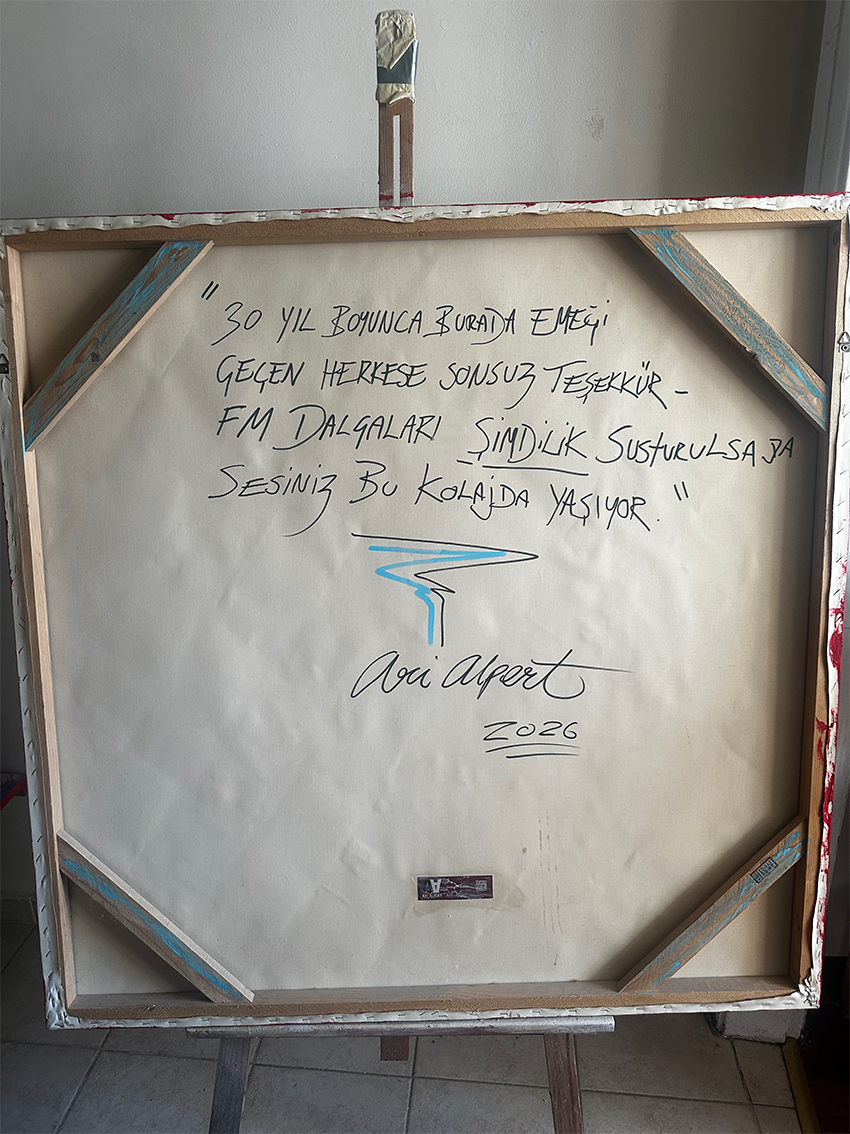 "30 YIL BOYUNCA BURADA EMEĞİ
GEÇEN HERKESE SONSUZ TEŞEKKÜR -
FM DALGALARI ŞİMDİLİK SUSTURULSA DA
SESİNİZ BU KOLAJDA YAŞIYOR."
Ari Alpert
2026